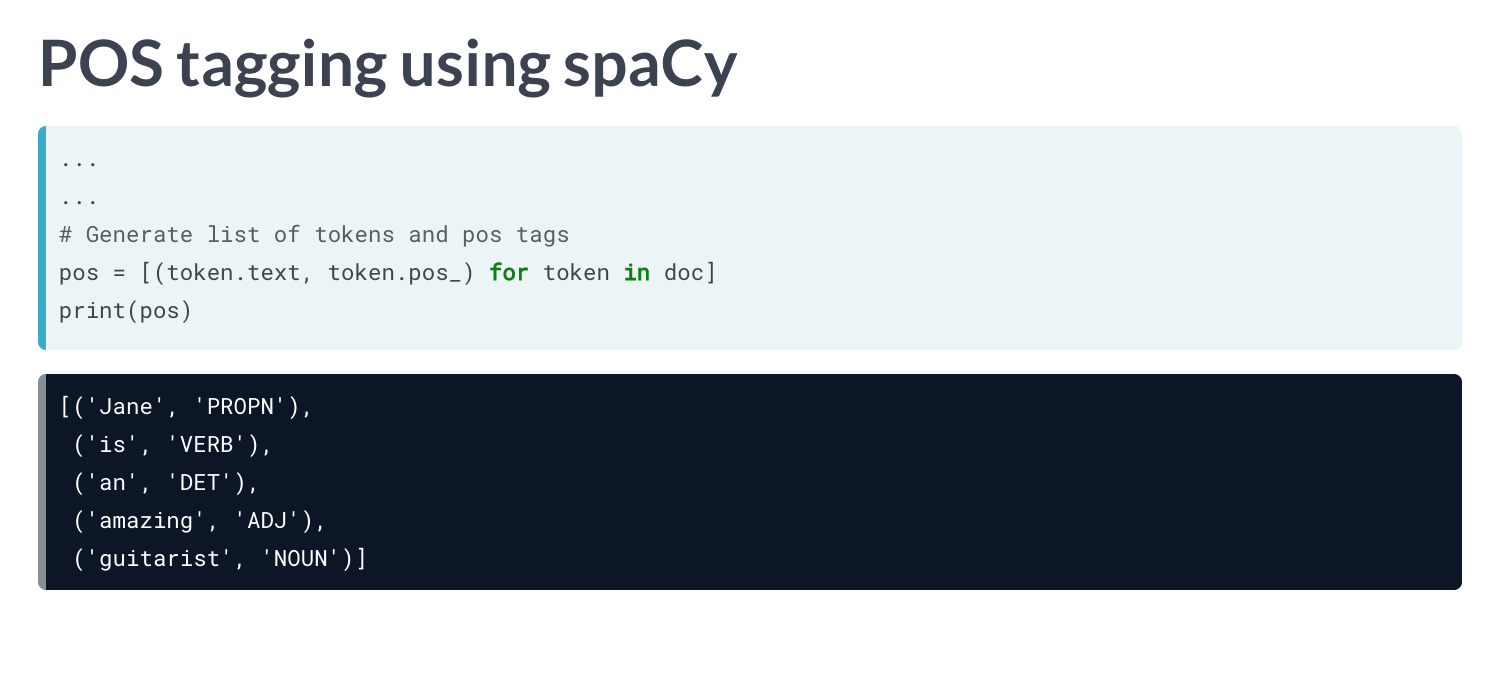 POS tagging using spaCy
...
...
# Generate list of tokens and pos tags
pos = [(token.text, token.pos_) for token in doc]
print(pos)
[('Jane', 'PROPN'),
 ('is', 'VERB'),
 ('an', 'DET'),
 ('amazing', 'ADJ'),
 ('guitarist', 'NOUN')]